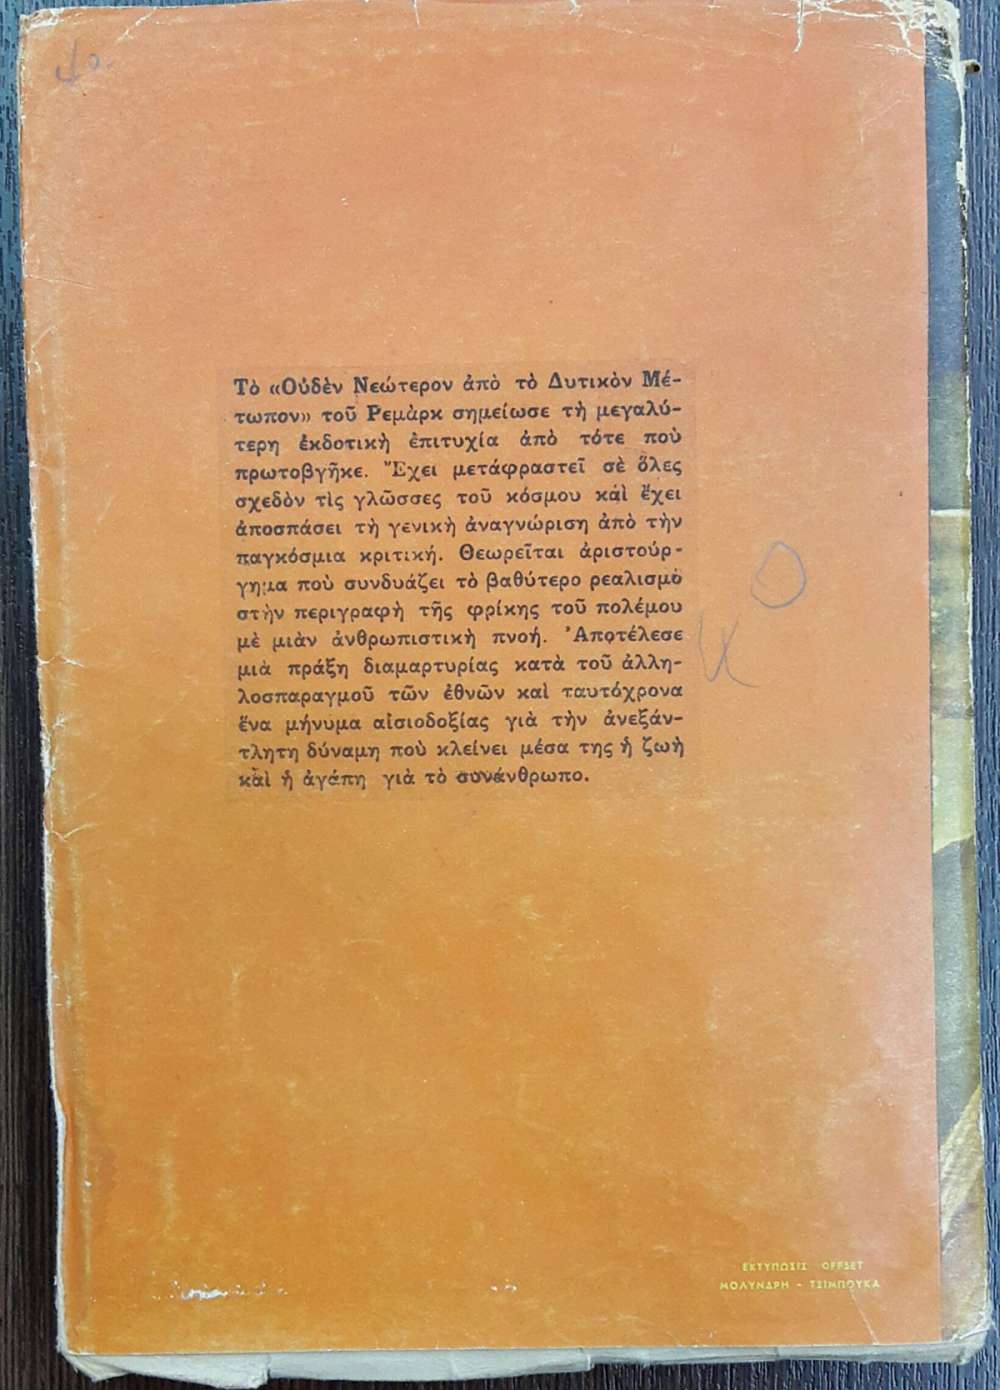 Τὸ «Οὐδὲν Νεώτερον ἀπὸ τὸ Δυτικὸν Μέ-
τωπον» τοῦ Ρεμὰρκ σημείωσε τὴ μεγαλύ-
τερη ἐκδοτικὴ ἐπιτυχία ἀπὸ τότε ποὺ
πρωτοβγῆκε. Ἔχει μετάφραστεῖ σὲ ὅλες
σχεδὸν τὶς γλῶσσες τοῦ κόσμου καὶ ἔχει
ἀποσπάσει τὴ γενικὴ ἀναγνώριση ἀπὸ τὴν
παγκόσμια κριτική. Θεωρεῖται ἀριστούρ-
γημα ποὺ συνδυάζει τὸ βαθύτερο ρεαλισμὸ
στὴν περιγραφὴ τῆς φρίκης τοῦ πολέμου
μὲ μιὰν ἀνθρωπιστικὴ πνοή. Ἀποτέλεσε
μιὰ πράξη διαμαρτυρίας κατὰ τοῦ ἀλλη-
λοσπαραγμοῦ τῶν ἐθνῶν καὶ ταυτόχρονα
ἕνα μήνυμα αἰσιοδοξίας γιὰ τὴν ἀνεξάν-
τλητη δύναμη ποὺ κλείνει μέσα της ἡ ζωὴ
καὶ ἡ ἀγάπη γιὰ τὸ συνάνθρωπο.
ΕΚΤΥΠΩΣΙΣ OFFSET
ΜΟΛΥΝΔΡΗ - ΤΣΙΜΠΟΥΚΑ